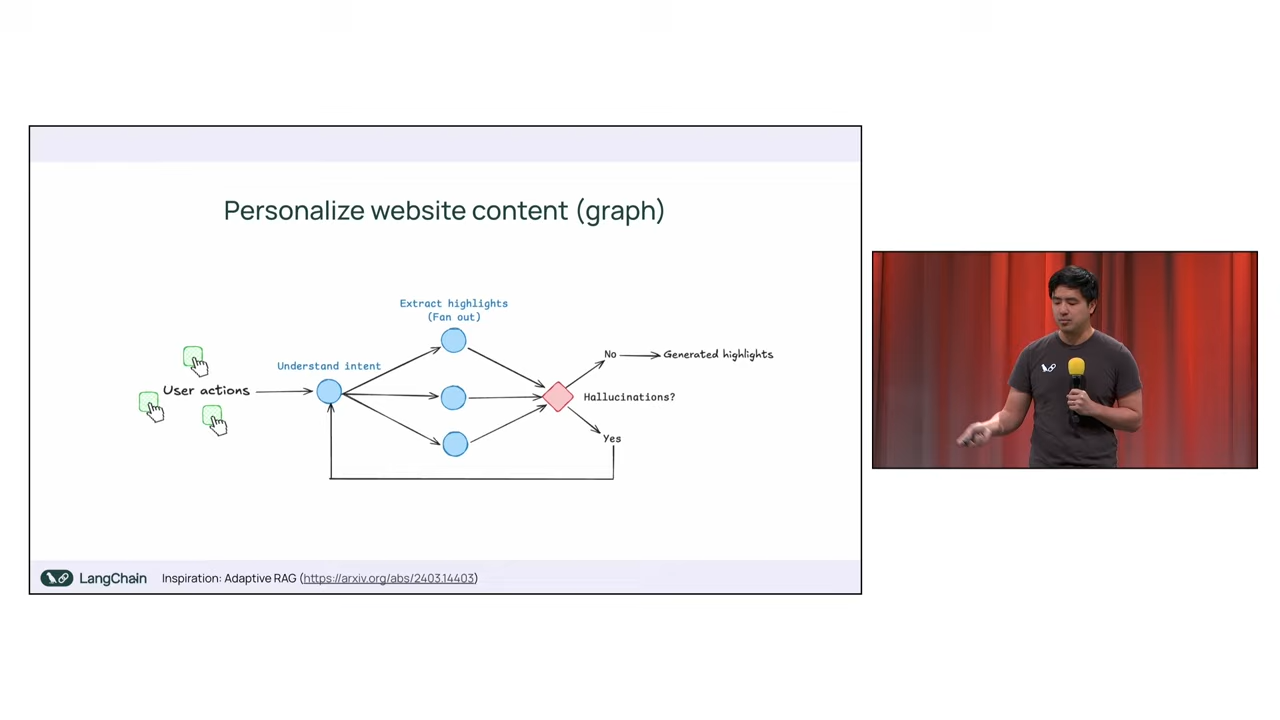 Personalize website content (graph)
Extract highlights
(Fan out)
Understand intent
User actions
No
Generated highlights
Hallucinations?
Yes
LangChain Inspiration: Adaptive RAG (https://arxiv.org/abs/2403.14403)